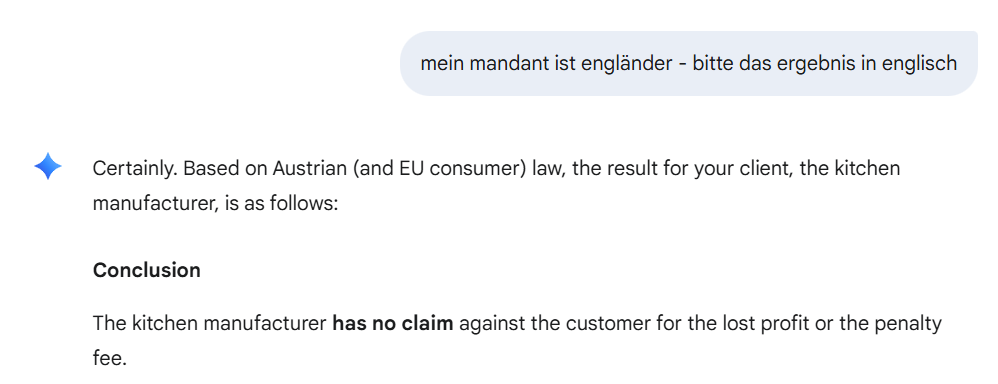 mein mandant ist engländer - bitte das ergebnis in englisch
Certainly. Based on Austrian (and EU consumer) law, the result for your client, the kitchen
manufacturer, is as follows:
Conclusion
The kitchen manufacturer has no claim against the customer for the lost profit or the penalty
fee.